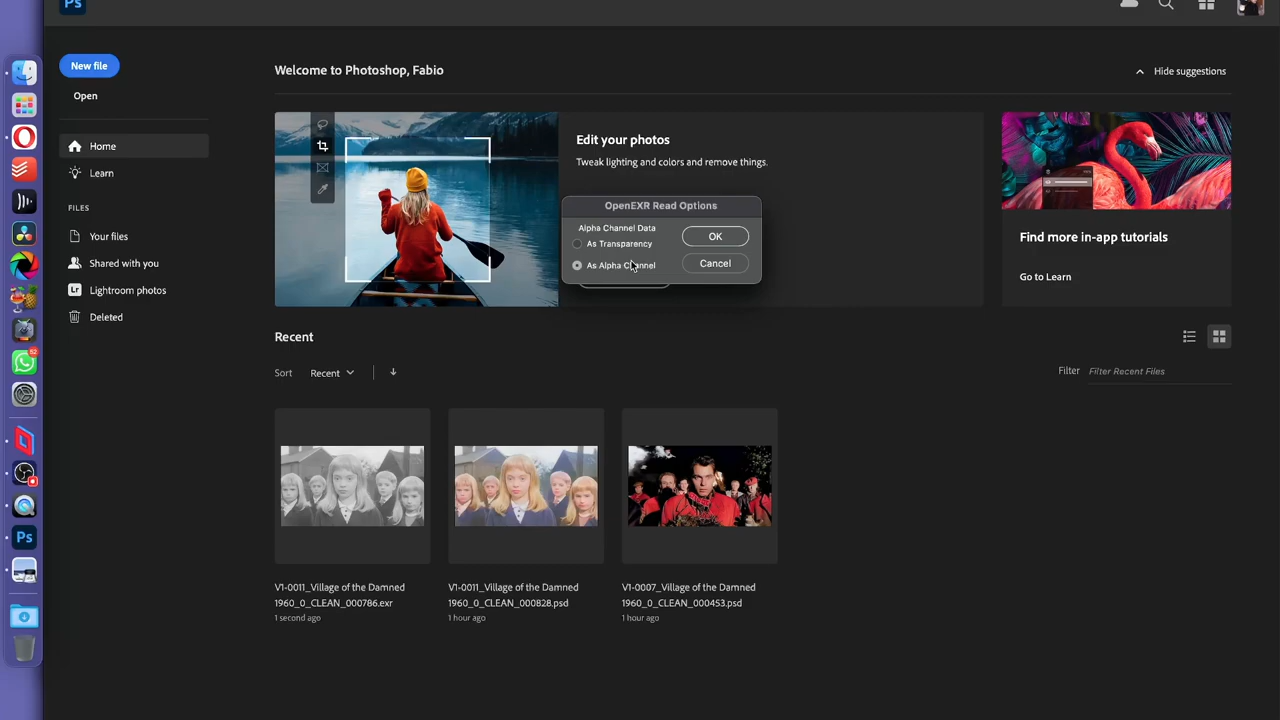 Ps
New file
Welcome to Photoshop, Fabio
Hide suggestions
Open
Edit your photos
Tweak lighting and colors and remove things.
Home
Learn
OpenEXR Read Options
Alpha Channel Data
As Transparency
OK
As Alpha Channel
Cancel
Find more in-app tutorials
Go to Learn
FILES
Your files
Shared with you
Lr
Lightroom photos
Deleted
Recent
Sort
Recent
Filter
Filter Recent Files
52
Ps
V1-0011_Village of the Damned
1960_0_CLEAN_000786.exr
1 second ago
V1-0011_Village of the Damned
1960_0_CLEAN_000828.psd
1 hour ago
V1-0007_Village of the Damned
1960_0_CLEAN_000453.psd
1 hour ago